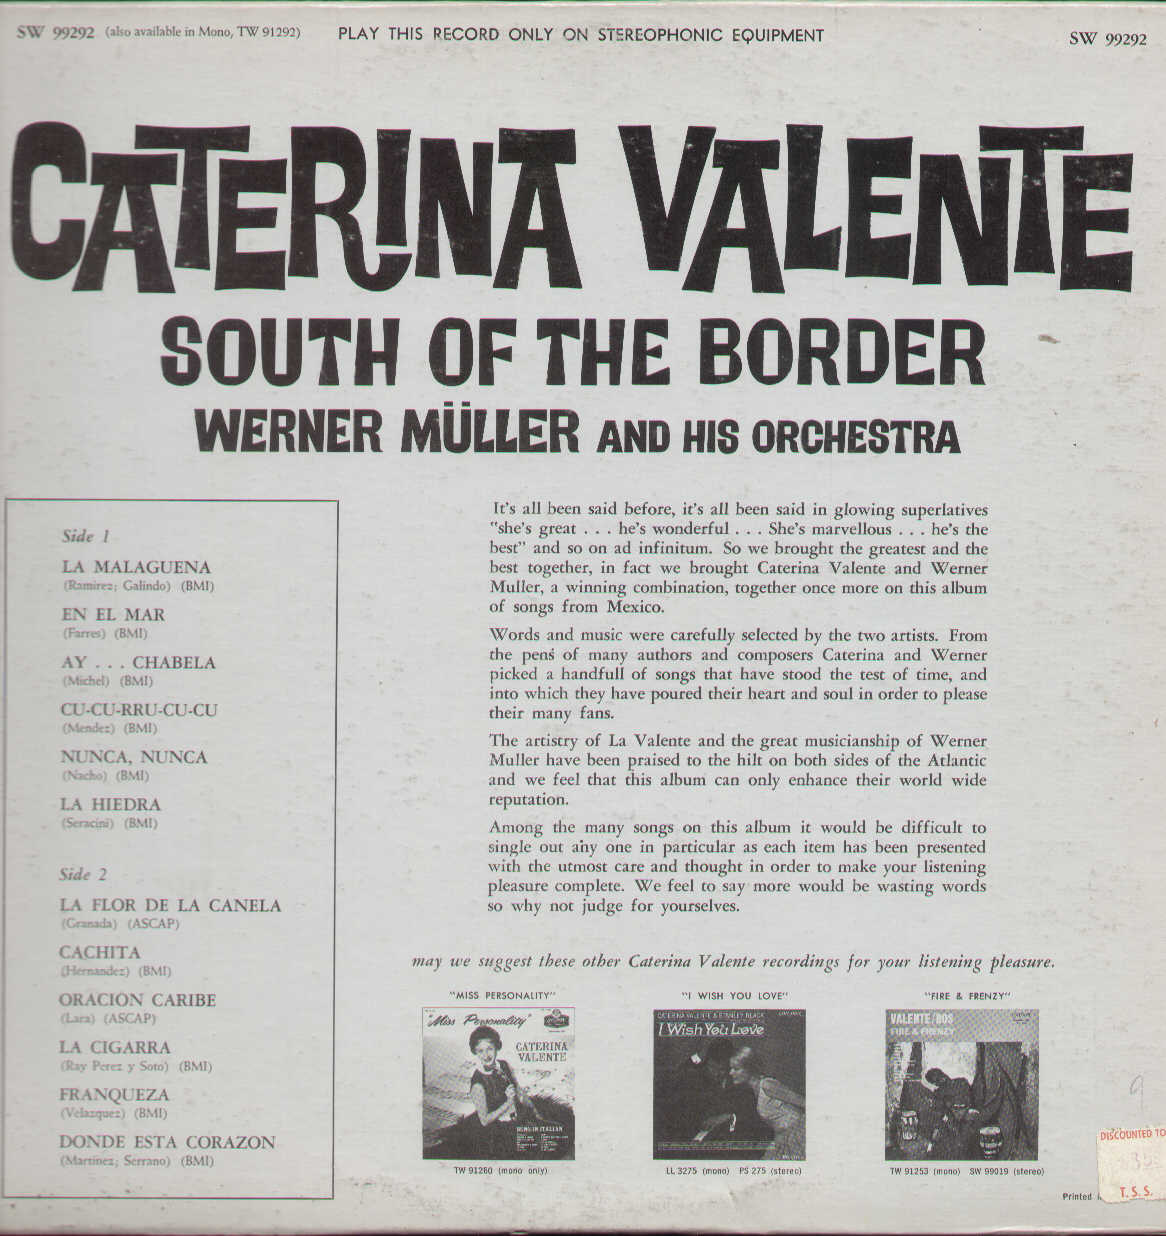 SW 99292 (also available in Mono, TW 91292)
PLAY THIS RECORD ONLY ON STEREOPHONIC EQUIPMENT
SW 99292
CATERINA VALENTE
SOUTH OF THE BORDER
WERNER MÜLLER AND HIS ORCHESTRA
Side 1
LA MALAGUENA
(Ramirez; Galindo) (BMI)
EN EL MAR
(Farres) (BMI)
AY . . . CHABELA
(Michel) (BMI)
CU-CU-RRU-CU-CU
(Mendez) (BMI)
NUNCA, NUNCA
(Nacho) (BMI)
LA HIEDRA
(Seracini) (BMI)
Side 2
LA FLOR DE LA CANELA
(Granada) (ASCAP)
CACHITA
(Hernandez) (BMI)
ORACION CARIBE
(Lara) (ASCAP)
LA CIGARRA
(Ray Perez y Soto) (BMI)
FRANQUEZA
(Velazquez) (BMI)
DONDE ESTA CORAZON
(Martinez; Serrano) (BMI)
It's all been said before, it's all been said in glowing superlatives
"she's great . . . he's wonderful . . . She's marvellous . . . he's the
best" and so on ad infinitum. So we brought the greatest and the
best together, in fact we brought Caterina Valente and Werner
Muller, a winning combination, together once more on this album
of songs from Mexico.
Words and music were carefully selected by the two artists. From
the pens of many authors and composers Caterina and Werner
picked a handfull of songs that have stood the test of time, and
into which they have poured their heart and soul in order to please
their many fans.
The artistry of La Valente and the great musicianship of Werner
Muller have been praised to the hilt on both sides of the Atlantic
and we feel that this album can only enhance their world wide
reputation.
Among the many songs on this album it would be difficult to
single out any one in particular as each item has been presented
with the utmost care and thought in order to make your listening
pleasure complete. We feel to say more would be wasting words
so why not judge for yourselves.
may we suggest these other Caterina Valente recordings for your listening pleasure.
"MISS PERSONALITY"
"Miss Personality"
CATERINA
VALENTE
SUNG IN ITALIAN
TW 91260 (mono only)
"I WISH YOU LOVE"
CATERINA VALENTE & STANLEY BLACK
I Wish You Love
LL 3275 (mono) PS 275 (stereo)
"FIRE & FRENZY"
VALENTE/BOS
FIRE & FRENZY
TW 91253 (mono) SW 99019 (stereo)
9
DISCOUNTED TO
T.S.S.
Printed